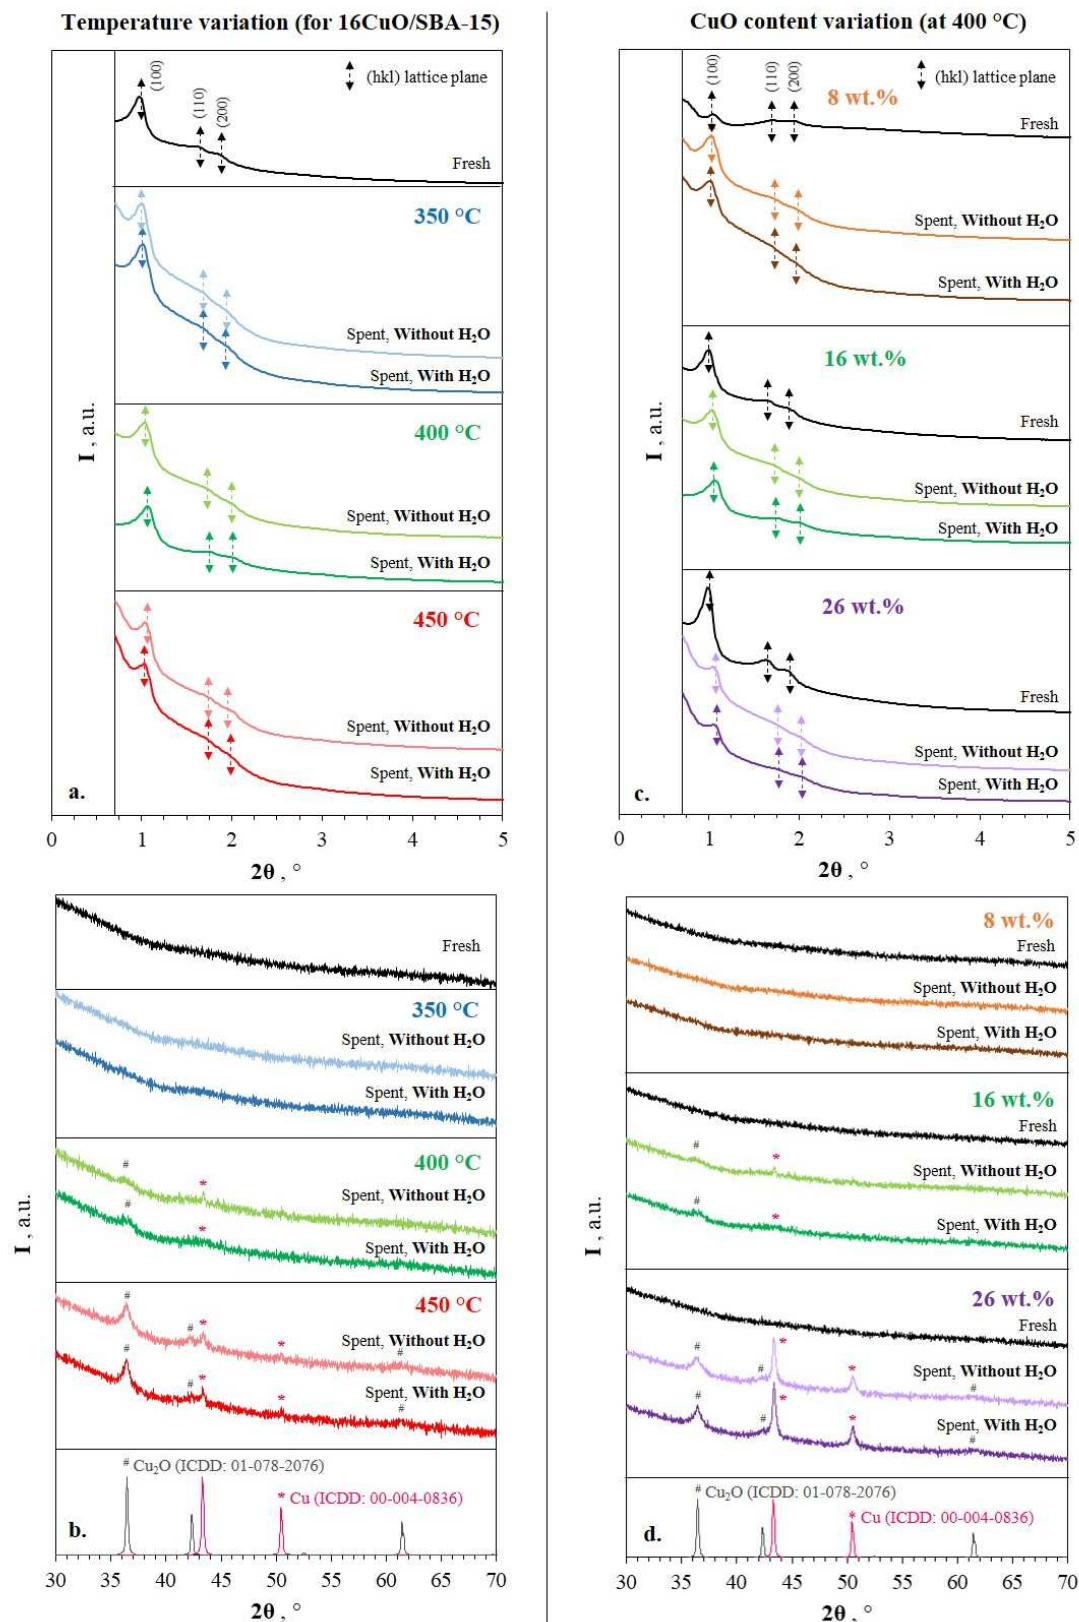 Temperature variation (for 16CuO/SBA-15)
(100)
(110)
(200)
(hkl) lattice plane
Fresh
350 °C
Spent, Without H₂O
Spent, With H₂O
400 °C
Spent, Without H₂O
Spent, With H₂O
450 °C
Spent, Without H₂O
Spent, With H₂O
I , a.u.
a.
0 1 2 3 4 5
2θ , °
Fresh
350 °C
Spent, Without H₂O
Spent, With H₂O
400 °C
#
*
Spent, Without H₂O
#
*
Spent, With H₂O
450 °C
# # * * #
Spent, Without H₂O
# # * * #
Spent, With H₂O
I , a.u.
# Cu₂O (ICDD: 01-078-2076)
* Cu (ICDD: 00-004-0836)
b.
30 35 40 45 50 55 60 65 70
2θ , °
CuO content variation (at 400 °C)
(100)
(110)
(200)
(hkl) lattice plane
8 wt.%
Fresh
Spent, Without H₂O
Spent, With H₂O
16 wt.%
Fresh
Spent, Without H₂O
Spent, With H₂O
26 wt.%
Fresh
Spent, Without H₂O
Spent, With H₂O
I , a.u.
c.
0 1 2 3 4 5
2θ , °
8 wt.%
Fresh
Spent, Without H₂O
Spent, With H₂O
16 wt.%
Fresh
#
*
Spent, Without H₂O
#
*
Spent, With H₂O
26 wt.%
Fresh
# # * * #
Spent, Without H₂O
# # * * #
Spent, With H₂O
I , a.u.
# Cu₂O (ICDD: 01-078-2076)
* Cu (ICDD: 00-004-0836)
d.
30 35 40 45 50 55 60 65 70
2θ , °